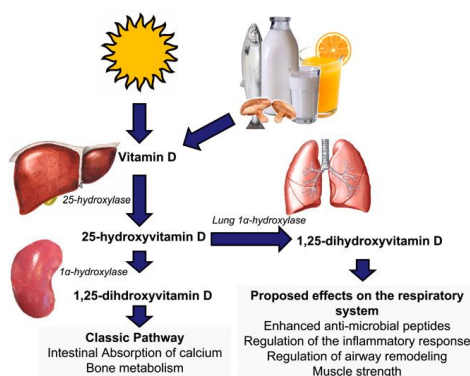 Vitamin D
25-hydroxylase
Lung 1α-hydroxylase
25-hydroxyvitamin D
1,25-dihydroxyvitamin D
1α-hydroxylase
1,25-dihdroxyvitamin D
Classic Pathway
Intestinal Absorption of calcium
Bone metabolism
Proposed effects on the respiratory
system
Enhanced anti-microbial peptides
Regulation of the inflammatory response
Regulation of airway remodeling
Muscle strength